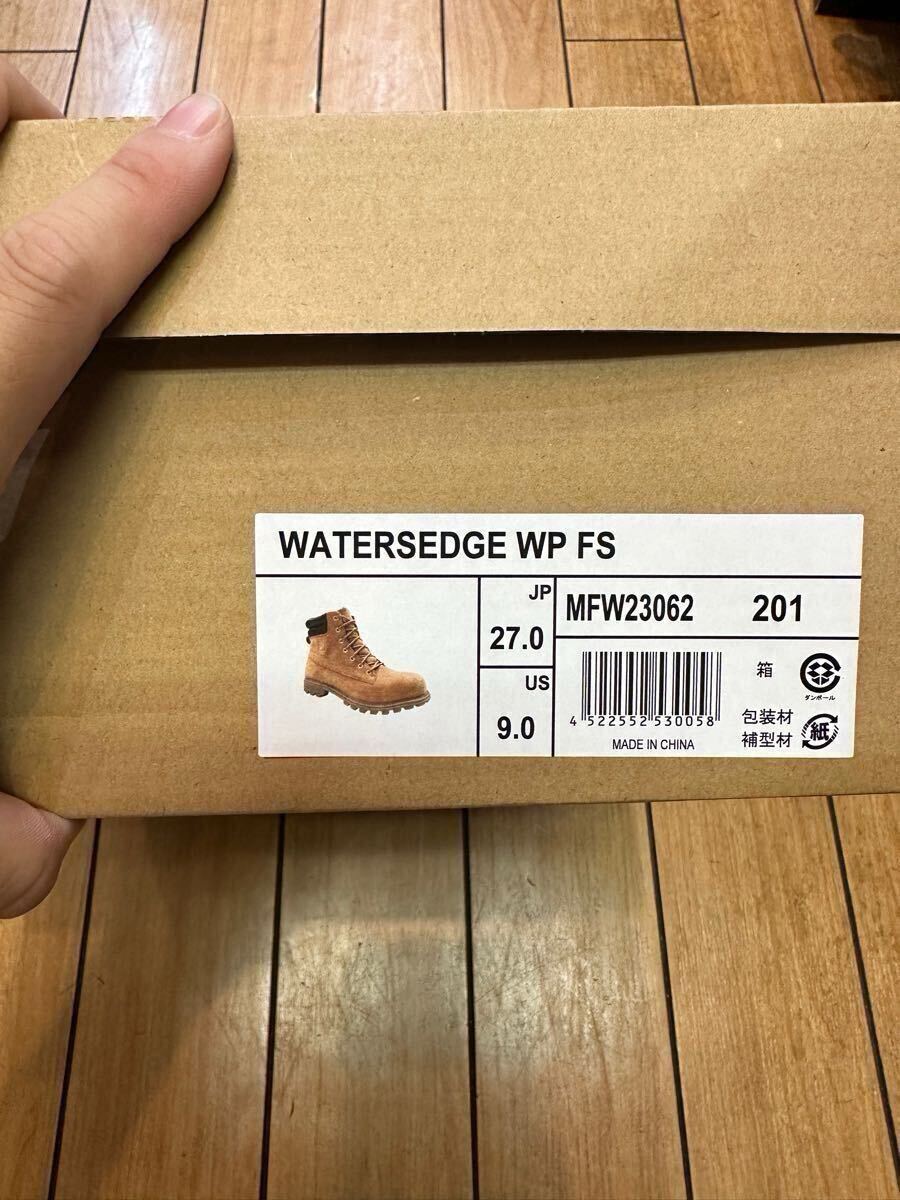 WATERSEDGE WP FS
JP
27.0
US
9.0
MFW23062 201
4 522552 530058
MADE IN CHINA
箱
ダンボール
包装材
補型材
紙